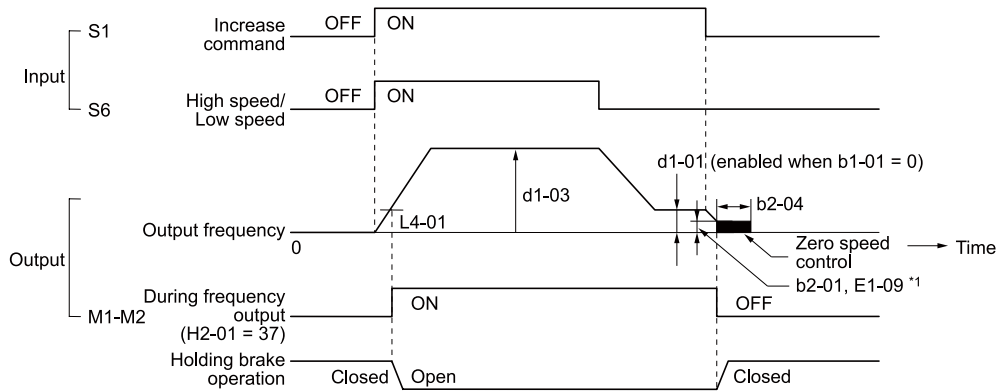 S1
Increase
command
OFF
ON
Input
S6
High speed/
Low speed
OFF
ON
d1-01 (enabled when b1-01 = 0)
d1-03
b2-04
L4-01
Output frequency
0
Zero speed
control
Time
Output
b2-01, E1-09 *1
M1-M2
During frequency
output
(H2-01 = 37)
ON
OFF
Holding brake
operation
Closed
Open
Closed